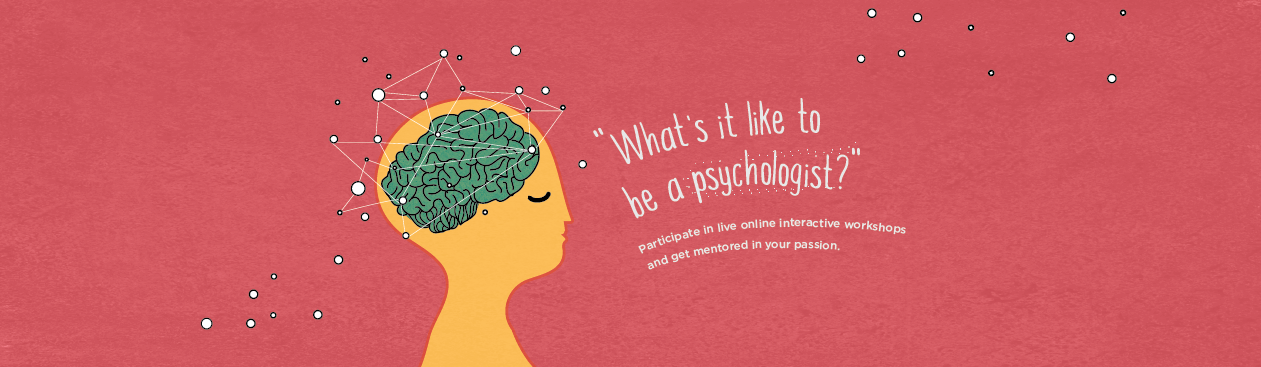 "What's it like to
be a psychologist?"
Participate in live online interactive workshops
and get mentored in your passion.